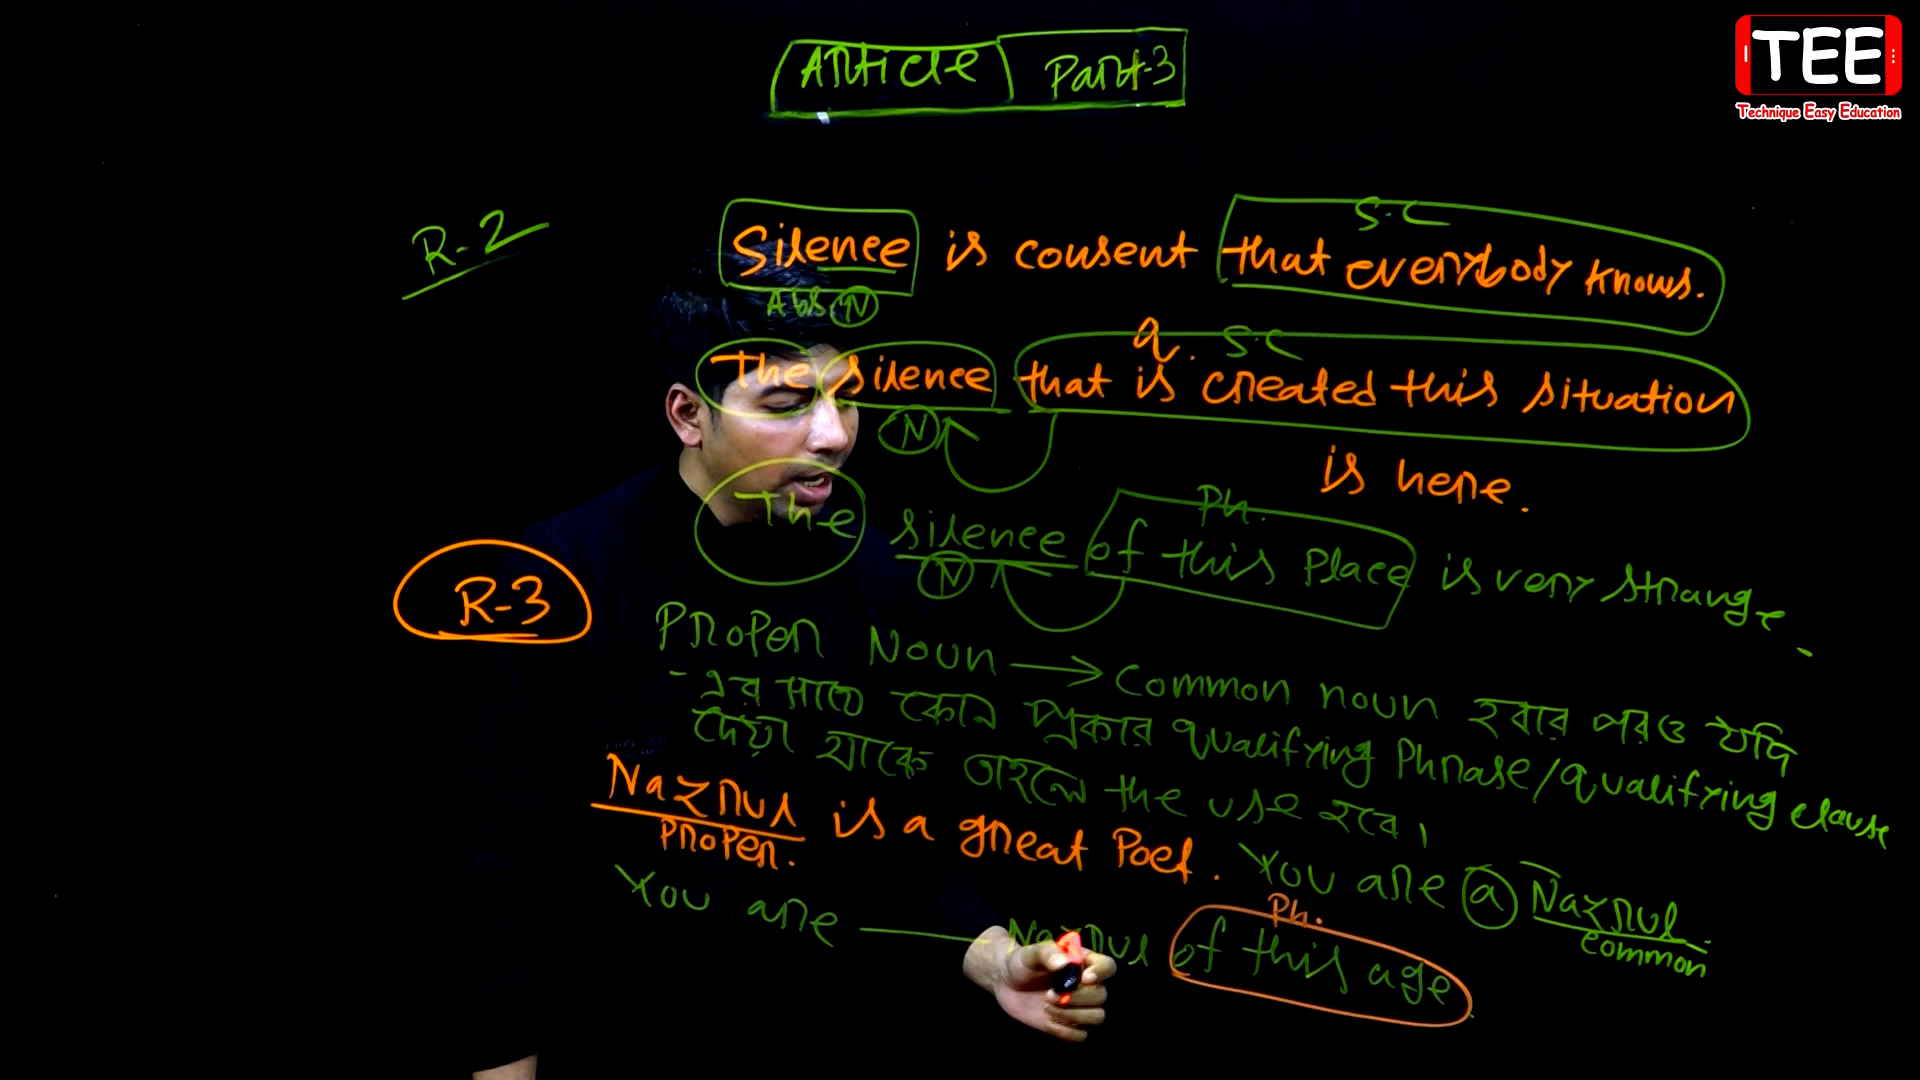 Article Part-3
TEE
Technique Easy Education
R-2
Silence is consent that everybody knows.
S.C
Abs. N
q. S.C
The silence that is created this situation
N
is here.
Ph.
The silence of this place is very strange.
N
R-3
Proper Noun → Common noun হবার পরও যদি
-এর সাথে কোন প্রকার qualifying Phrase/qualifying clause
দেয়া থাকে তাহলে the use হবে।
Nazrul is a great Poet. You are a Nazrul
Proper. common
Ph.
You are — Nazrul of this age